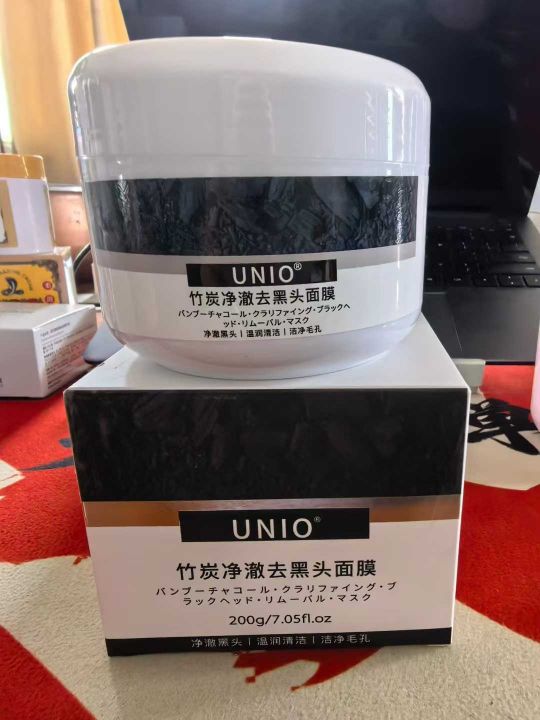 UNIO®
竹炭净澈去黑头面膜
バンブーチャコール・クラリファイング・ブラックヘ
ッド・リムーバル・マスク
净澈黑头 | 温润清洁 | 洁净毛孔
UNIO®
竹炭净澈去黑头面膜
バンブーチャコール・クラリファイング・ブ
ラックヘッド・リムーバル・マスク
200g/7.05fl.oz
净澈黑头 | 温润清洁 | 洁净毛孔